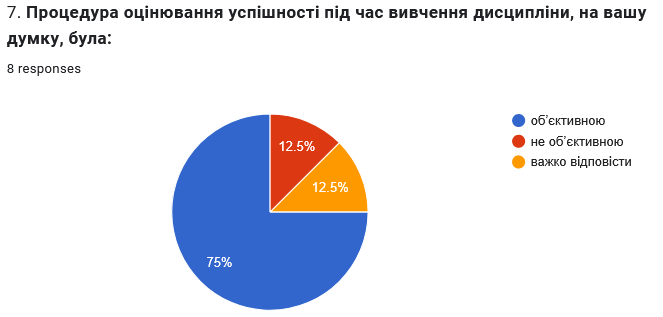 7. Процедура оцінювання успішності під час вивчення дисципліни, на вашу
думку, була:
8 responses
об'єктивною
не об'єктивною
важко відповісти
12.5%
12.5%
75%